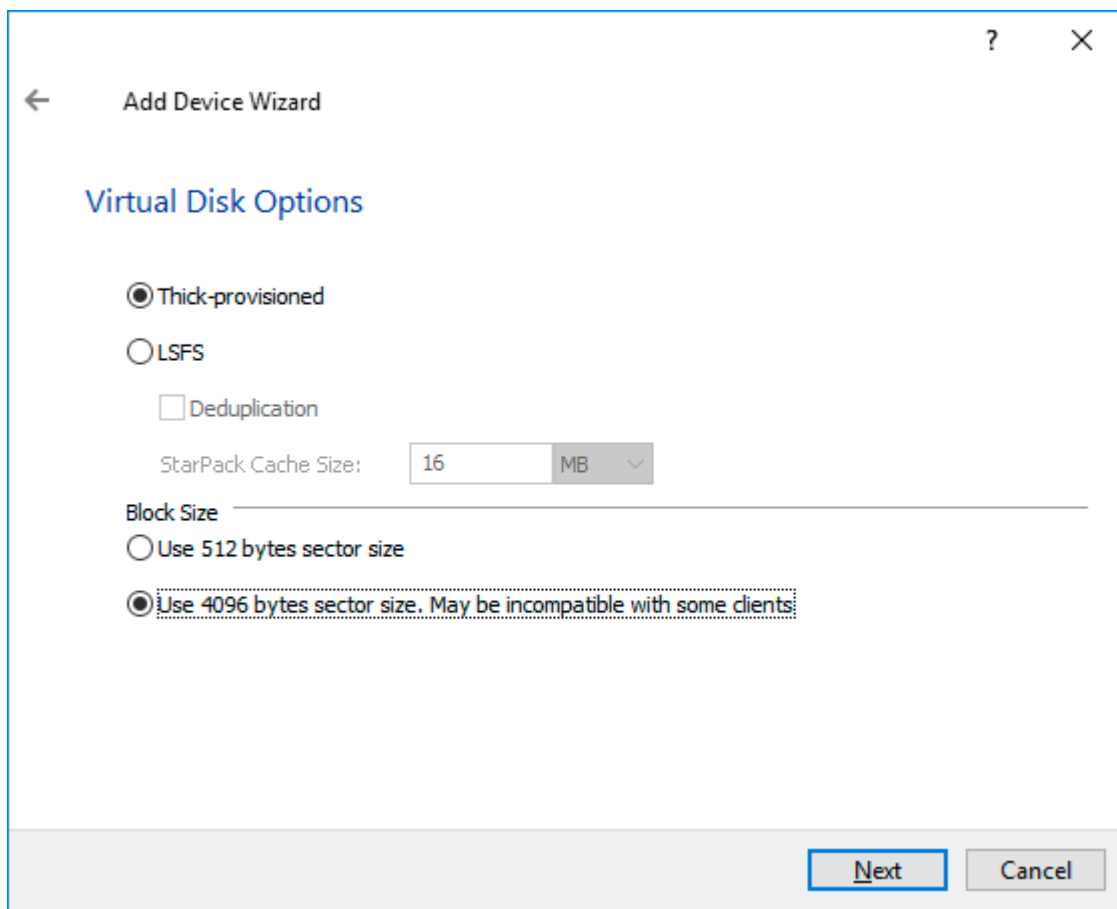 ?
Add Device Wizard
Virtual Disk Options
Thick-provisioned
LSFS
Deduplication
StarPack Cache Size: 16 MB
Block Size
Use 512 bytes sector size
Use 4096 bytes sector size. May be incompatible with some clients
Next Cancel